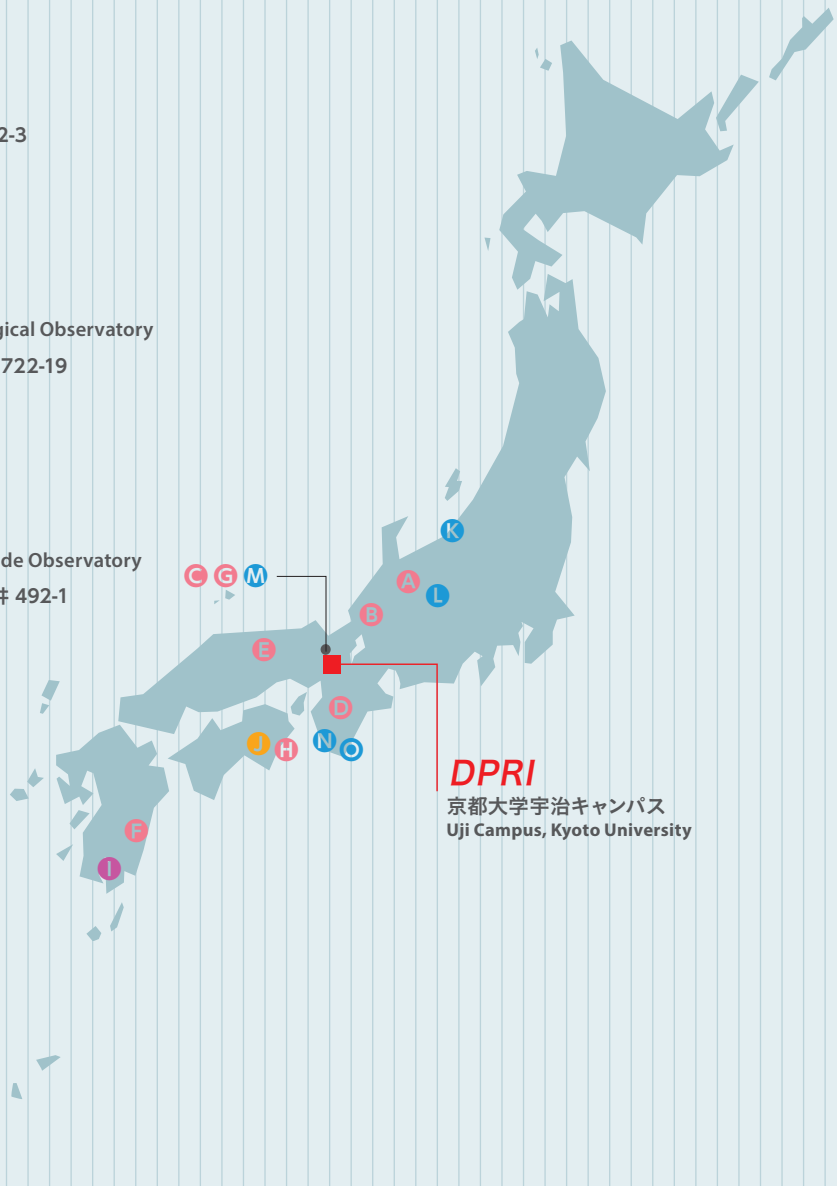 2-3
gical Observatory
722-19
de Observatory
井 492-1
K
C G M
A
L
B
E
D
J H N O
F
I
DPRI
京都大学宇治キャンパス
Uji Campus, Kyoto University